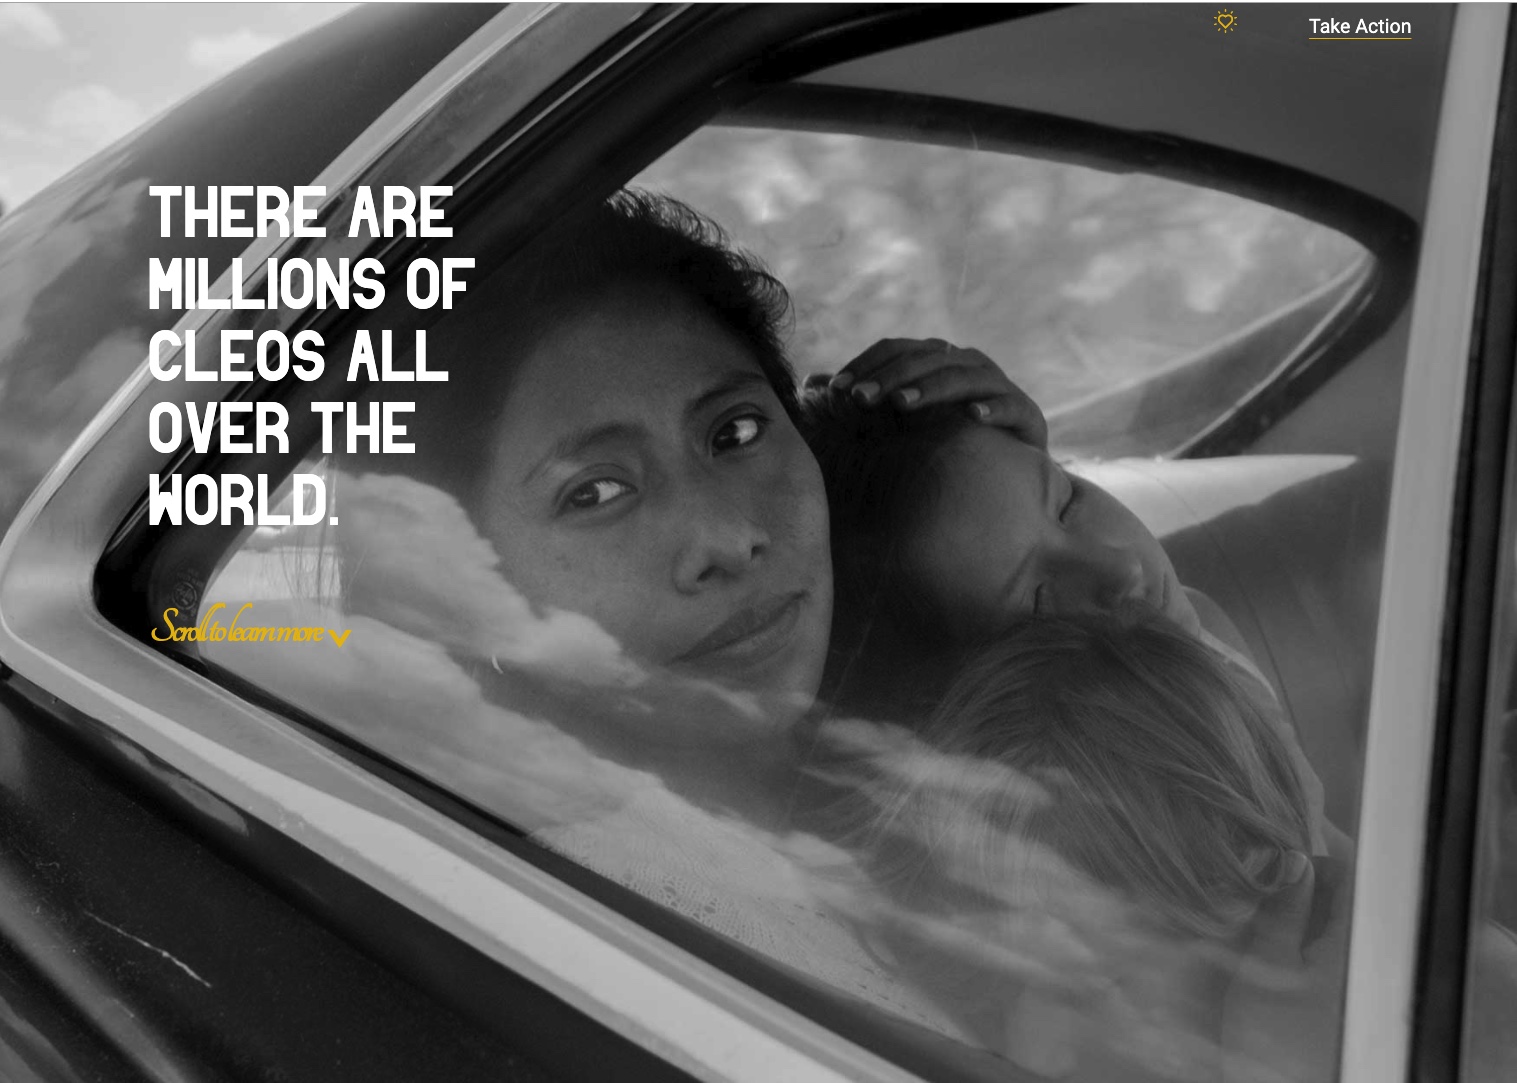 Take Action
THERE ARE
MILLIONS OF
CLEOS ALL
OVER THE
WORLD.
Scroll to learn more